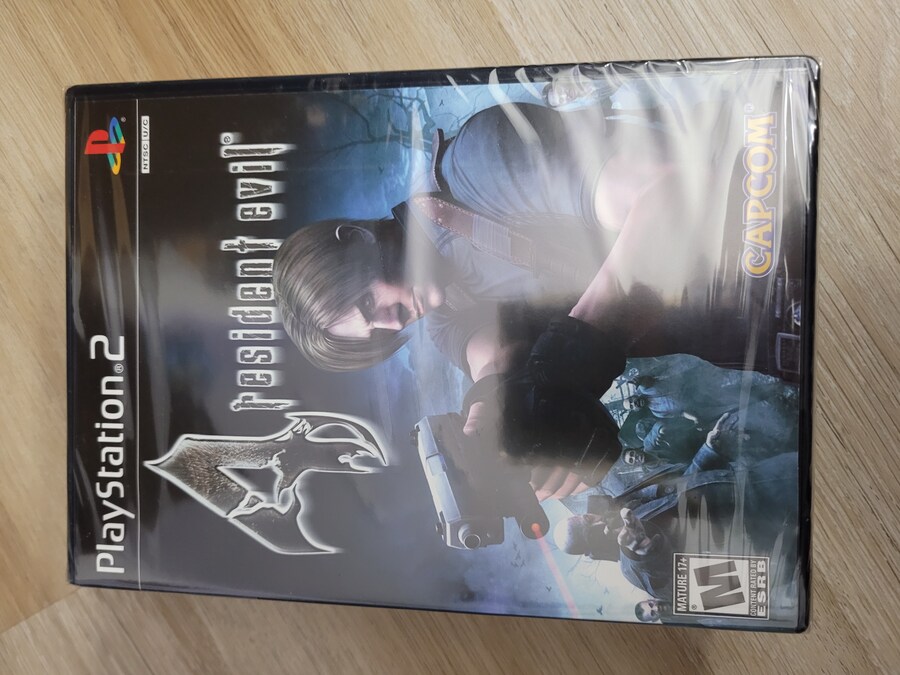 PlayStation®2
NTSC U/C
4
resident evil®
MATURE 17+
M®
CONTENT RATED BY
ESRB
CAPCOM®